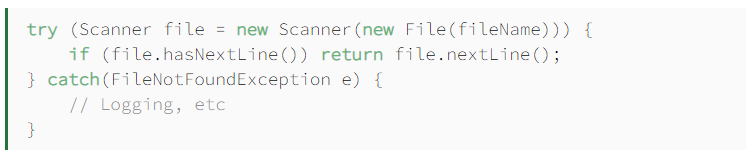 try (Scanner file = new Scanner(new File(fileName))) {
    if (file.hasNextLine()) return file.nextLine();
} catch(FileNotFoundException e) {
    // Logging, etc
}